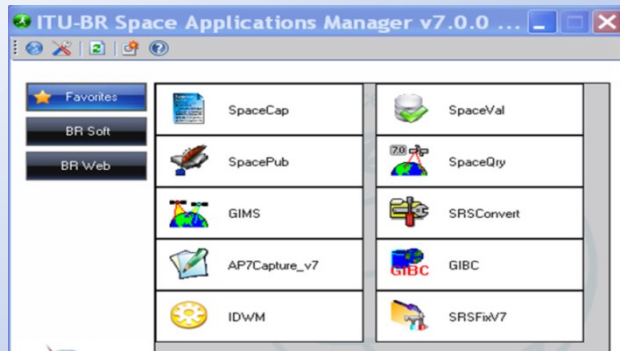 ITU-BR Space Applications Manager v7.0.0 ...
Favorites
BR Soft
BR Web
SpaceCap
SpaceVal
SpacePub
7.0
SpaceQry
GIMS
SRSConvert
AP7Capture_v7
GIBC
GIBC
IDWM
SRSFixV7